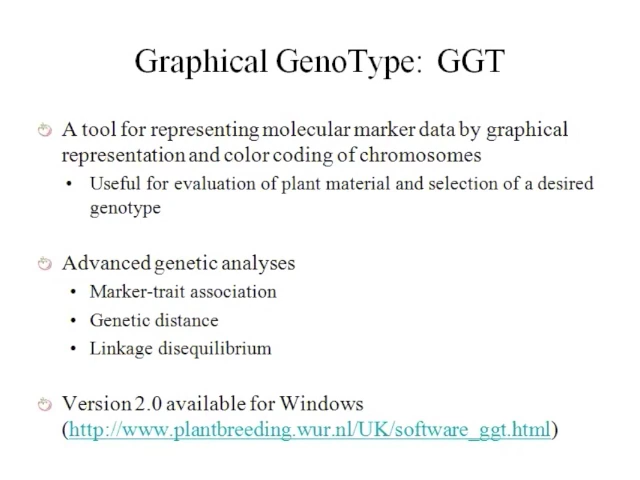 Graphical GenoType: GGT
A tool for representing molecular marker data by graphical
representation and color coding of chromosomes
• Useful for evaluation of plant material and selection of a desired
genotype
Advanced genetic analyses
• Marker-trait association
• Genetic distance
• Linkage disequilibrium
Version 2.0 available for Windows
(http://www.plantbreeding.wur.nl/UK/software_ggt.html)